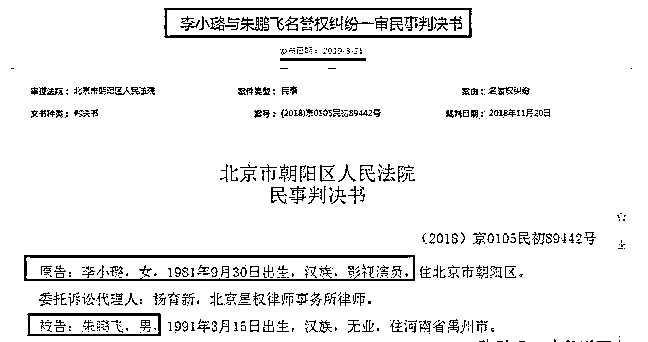 李小璐与朱鹏飞名誉权纠纷一审民事判决书
发布日期：2019-3-21
审理法院：北京市朝阳区人民法院 案件类型：民事 案由：名誉权纠纷
文书种类：判决书 案号：(2018)京0105民初89442号 裁判日期：2018年11月20日
北京市朝阳区人民法院
民事判决书
(2018)京0105民初89442号
原告：李小璐，女，1981年9月30日出生，汉族，影视演员，住北京市朝阳区。
委托诉讼代理人：杨育新，北京星权律师事务所律师。
被告：朱鹏飞，男，1991年3月15日出生，汉族，无业，住河南省禹州市。